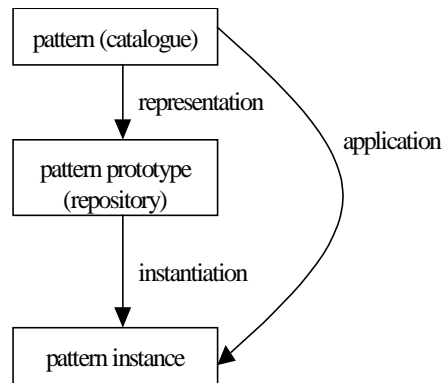 pattern (catalogue)
representation
application
pattern prototype
(repository)
instantiation
pattern instance